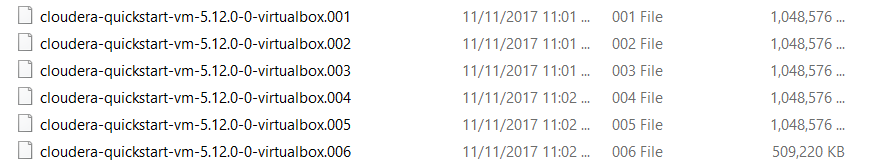 cloudera-quickstart-vm-5.12.0-0-virtualbox.001 11/11/2017 11:01 ... 001 File 1,048,576 ...
cloudera-quickstart-vm-5.12.0-0-virtualbox.002 11/11/2017 11:01 ... 002 File 1,048,576 ...
cloudera-quickstart-vm-5.12.0-0-virtualbox.003 11/11/2017 11:01 ... 003 File 1,048,576 ...
cloudera-quickstart-vm-5.12.0-0-virtualbox.004 11/11/2017 11:02 ... 004 File 1,048,576 ...
cloudera-quickstart-vm-5.12.0-0-virtualbox.005 11/11/2017 11:02 ... 005 File 1,048,576 ...
cloudera-quickstart-vm-5.12.0-0-virtualbox.006 11/11/2017 11:02 ... 006 File 509,220 KB